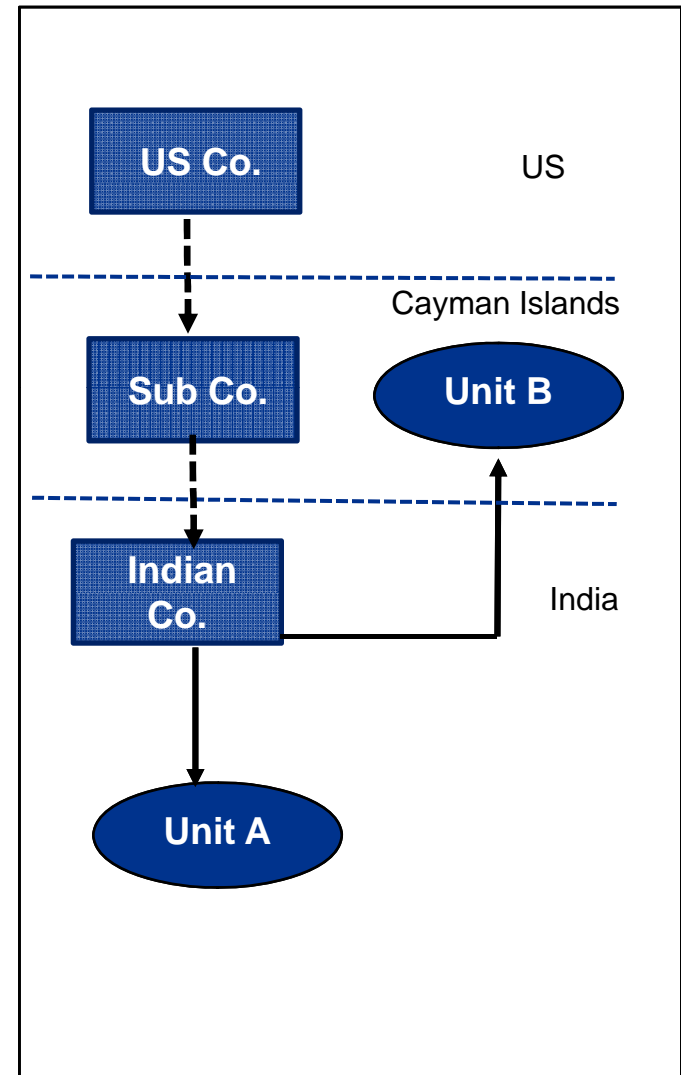 US Co.
US
Cayman Islands
Sub Co.
Unit B
Indian
Co.
India
Unit A